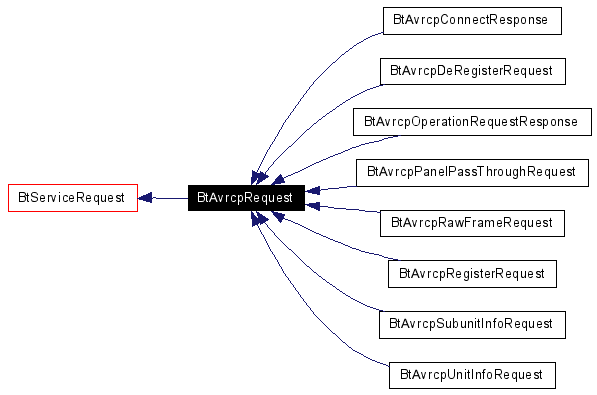 BtAvrcpConnectResponse
BtAvrcpDeRegisterRequest
BtAvrcpOperationRequestResponse
BtAvrcpPanelPassThroughRequest
BtServiceRequest
BtAvrcpRequest
BtAvrcpRawFrameRequest
BtAvrcpRegisterRequest
BtAvrcpSubunitInfoRequest
BtAvrcpUnitInfoRequest